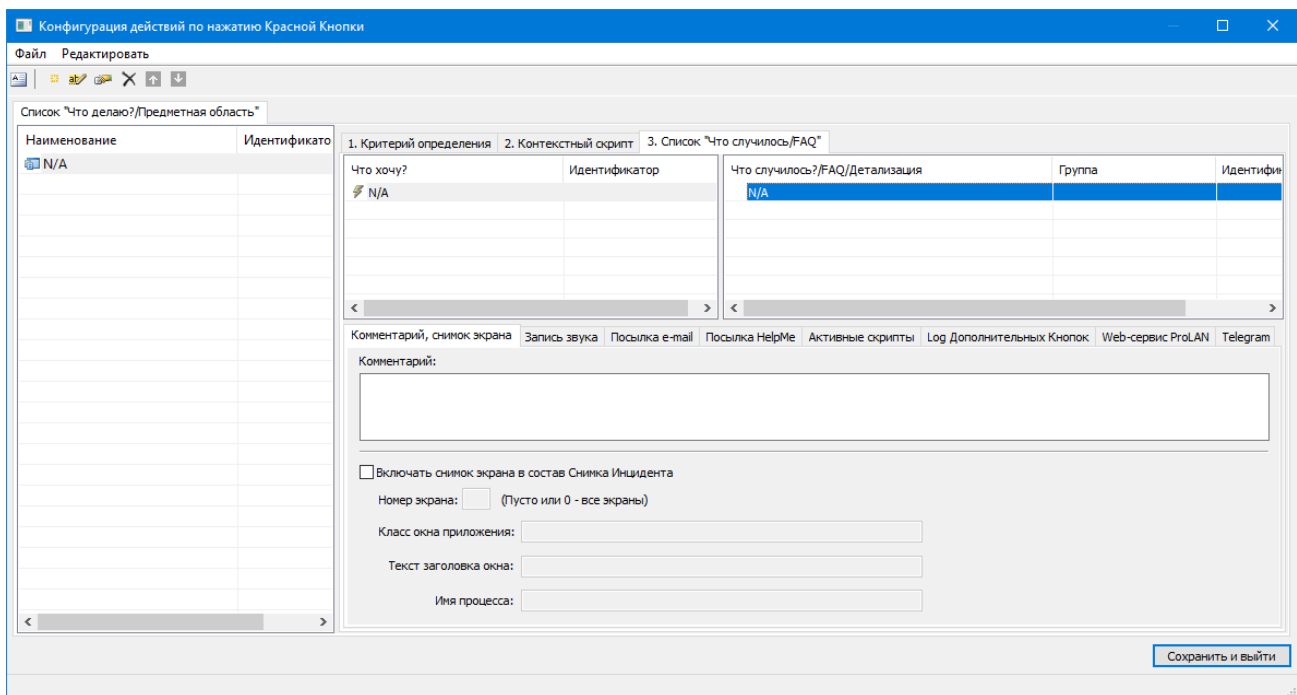 Конфигурация действий по нажатию Красной Кнопки
Файл Редактировать
Список "Что делаю?/Предметная область"
Наименование Идентификато
N/A
1. Критерий определения 2. Контекстный скрипт 3. Список "Что случилось/FAQ"
Что хочу? Идентификатор
N/A
Что случилось?/FAQ/Детализация Группа Идентифик
N/A
Комментарий, снимок экрана Запись звука Посылка e-mail Посылка HelpMe Активные скрипты Log Дополнительных Кнопок Web-сервис ProLAN Telegram
Комментарий:
Включать снимок экрана в состав Снимка Инцидента
Номер экрана: (Пусто или 0 - все экраны)
Класс окна приложения:
Текст заголовка окна:
Имя процесса:
Сохранить и выйти